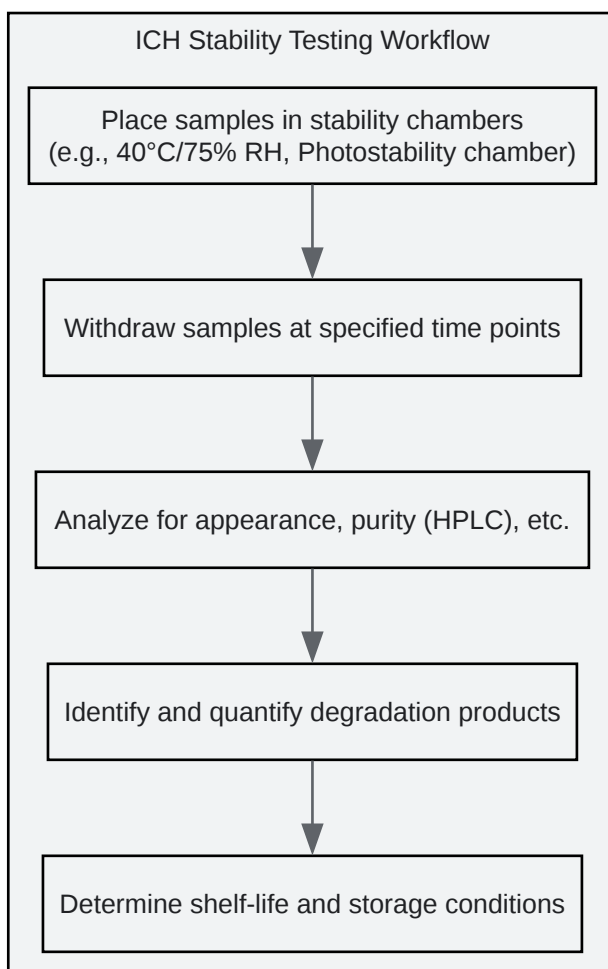 ICH Stability Testing Workflow
Place samples in stability chambers
(e.g., 40°C/75% RH, Photostability chamber)
Withdraw samples at specified time points
Analyze for appearance, purity (HPLC), etc.
Identify and quantify degradation products
Determine shelf-life and storage conditions